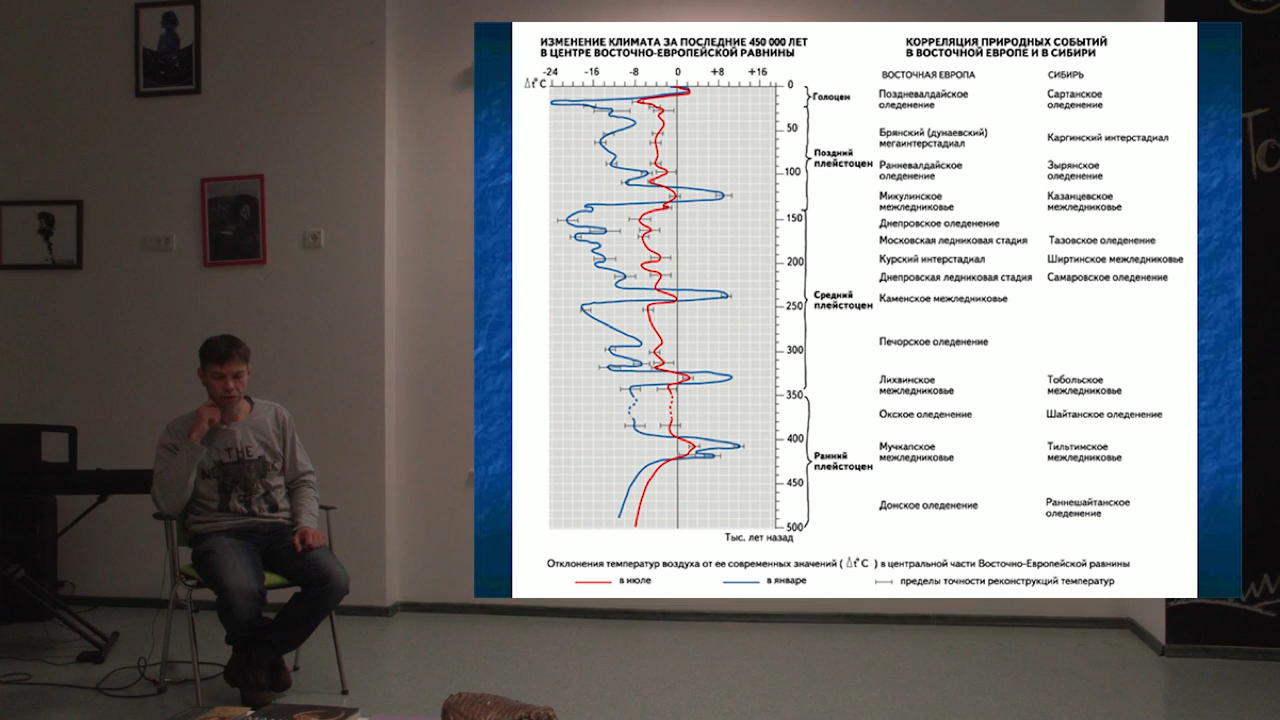 ИЗМЕНЕНИЕ КЛИМАТА ЗА ПОСЛЕДНИЕ 450 000 ЛЕТ
В ЦЕНТРЕ ВОСТОЧНО-ЕВРОПЕЙСКОЙ РАВНИНЫ
-24 -16 -8 0 +8 +16
Δt°C
0
50
100
150
200
250
300
350
400
450
500
Тыс. лет назад
Голоцен
Поздний
плейстоцен
Средний
плейстоцен
Ранний
плейстоцен
КОРРЕЛЯЦИЯ ПРИРОДНЫХ СОБЫТИЙ
В ВОСТОЧНОЙ ЕВРОПЕ И В СИБИРИ
ВОСТОЧНАЯ ЕВРОПА СИБИРЬ
Поздневалдайское Сартанское
оледенение оледенение
Брянский (дунаевский)
мегаинтерстадиал Каргинский интерстадиал
Ранневалдайское Зырянское
оледенение оледенение
Микулинское Казанцевское
межледниковье межледниковье
Днепровское оледенение
Московская ледниковая стадия Тазовское оледенение
Курский интерстадиал Ширтинское межледниковье
Днепровская ледниковая стадия Самаровское оледенение
Каменское межледниковье
Печорское оледенение
Лихвинское Тобольское
межледниковье межледниковье
Окское оледенение Шайтанское оледенение
Мучкапское Тильтимское
межледниковье межледниковье
Донское оледенение Раннешайтанское
оледенение
Отклонения температур воздуха от ее современных значений ( Δt°C ) в центральной части Восточно-Европейской равнины
в июле в январе пределы точности реконструкций температур
THE